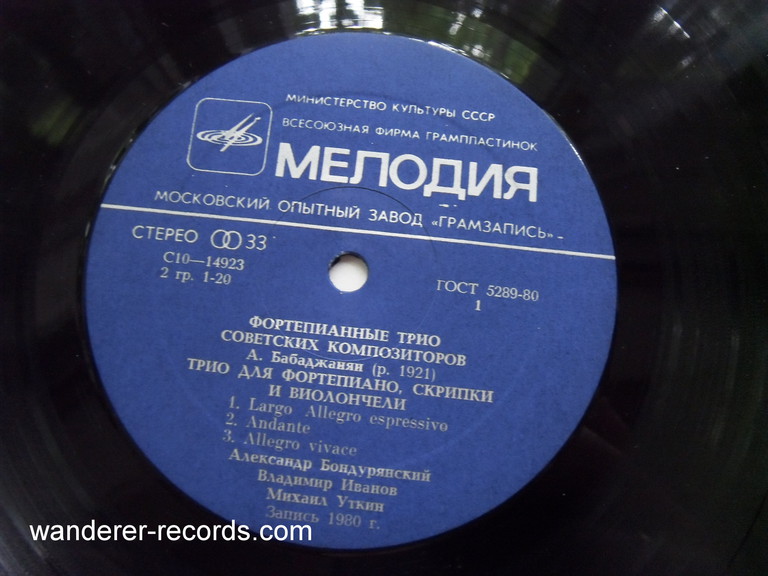 МИНИСТЕРСТВО КУЛЬТУРЫ СССР
ВСЕСОЮЗНАЯ ФИРМА ГРАМПЛАСТИНОК
МЕЛОДИЯ
МОСКОВСКИЙ ОПЫТНЫЙ ЗАВОД «ГРАМЗАПИСЬ»
СТЕРЕО 33
С10—14923
2 гр. 1-20
ГОСТ 5289-80
1
ФОРТЕПИАННЫЕ ТРИО
СОВЕТСКИХ КОМПОЗИТОРОВ
А. Бабаджанян (р. 1921)
ТРИО ДЛЯ ФОРТЕПИАНО, СКРИПКИ
И ВИОЛОНЧЕЛИ
1. Largo Allegro espressivo
2. Andante
3. Allegro vivace
Александр Бондурянский
Владимир Иванов
Михаил Уткин
Запись 1980 г.
wanderer-records.com